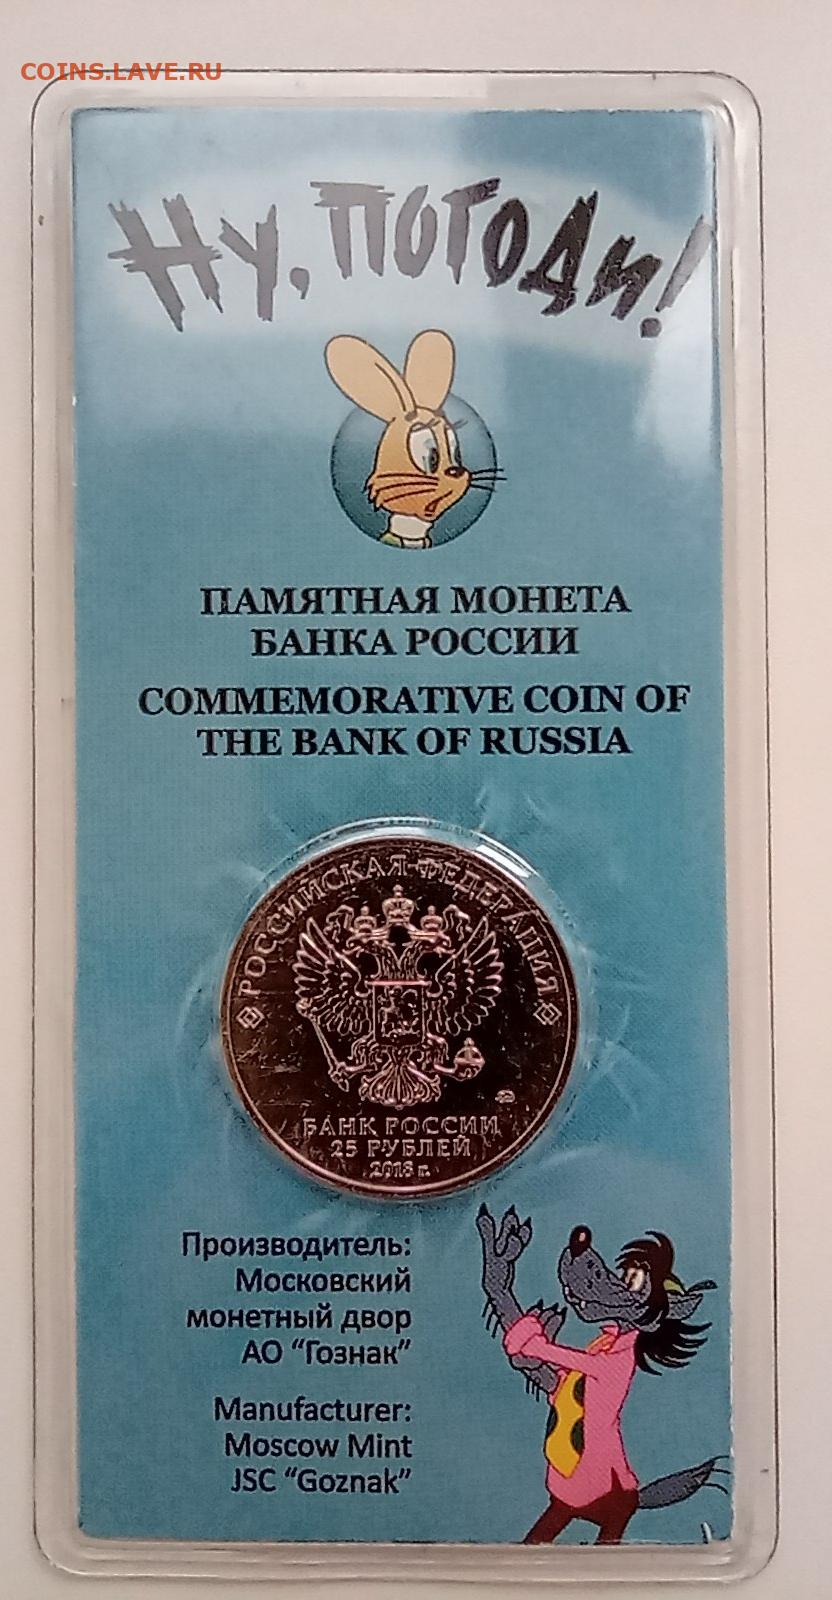 COINS.LAVE.RU
Ну, погоди!
ПАМЯТНАЯ МОНЕТА
БАНКА РОССИИ
COMMEMORATIVE COIN OF
THE BANK OF RUSSIA
РОССИЙСКАЯ ФЕДЕРАЦИЯ
БАНК РОССИИ
25 РУБЛЕЙ
2018 г.
Производитель:
Московский
монетный двор
АО “Гознак”
Manufacturer:
Moscow Mint
JSC “Goznak”